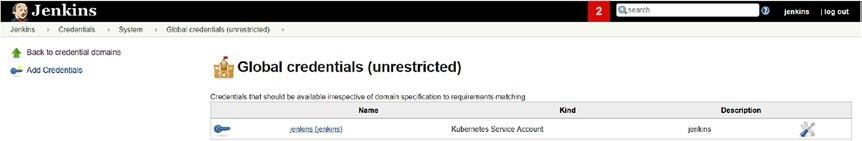 Jenkins
2
search
jenkins
| log out
Jenkins › Credentials › System › Global credentials (unrestricted) ›
Back to credential domains
Add Credentials
Global credentials (unrestricted)
Credentials that should be available irrespective of domain specification to requirements matching
Name Kind Description
jenkins (jenkins) Kubernetes Service Account jenkins